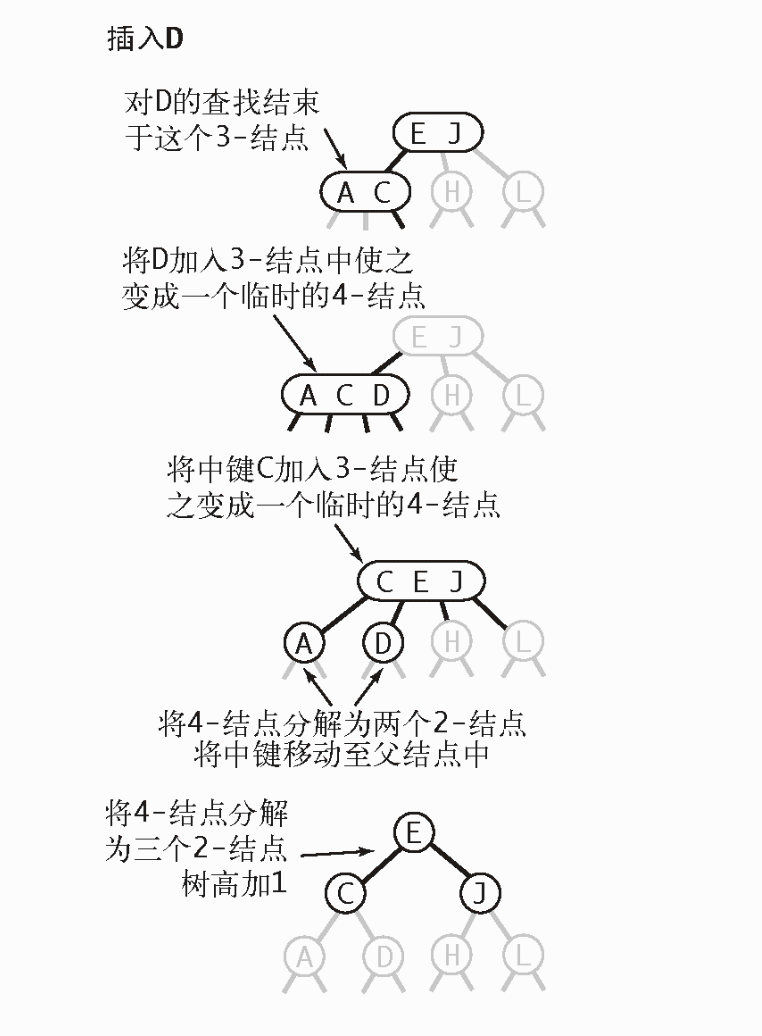 插入D
对D的查找结束
于这个3-结点
E J
A C
H
L
将D加入3-结点中使之
变成一个临时的4-结点
E J
A C D
H
L
将中键C加入3-结点使
之变成一个临时的4-结点
C E J
A
D
H
L
将4-结点分解为两个2-结点
将中键移动至父结点中
将4-结点分解
为三个2-结点
树高加1
E
C
J
A
D
H
L